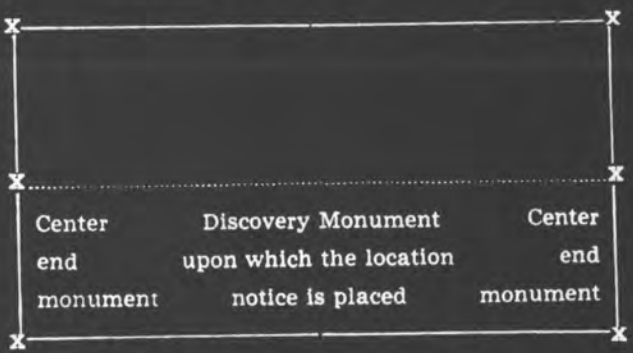 X X
X X
Center Discovery Monument Center
end upon which the location end
monument notice is placed monument
X X